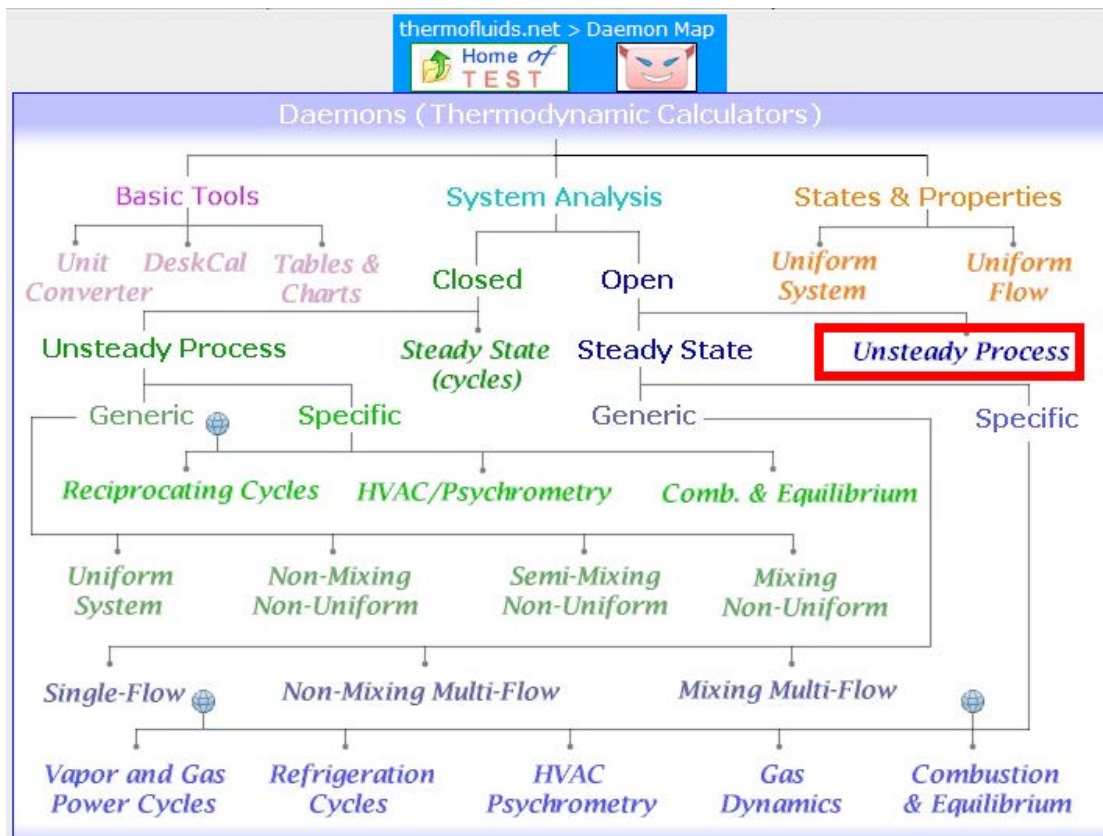 thermofluids.net > Daemon Map
Home of
TEST
Daemons (Thermodynamic Calculators)
Basic Tools
System Analysis
States & Properties
Unit
Converter
DeskCal
Tables &
Charts
Closed
Open
Uniform
System
Uniform
Flow
Unsteady Process
Steady State
(cycles)
Steady State
Unsteady Process
Generic
Specific
Generic
Specific
Reciprocating Cycles
HVAC/Psychrometry
Comb. & Equilibrium
Uniform
System
Non-Mixing
Non-Uniform
Semi-Mixing
Non-Uniform
Mixing
Non-Uniform
Single-Flow
Non-Mixing Multi-Flow
Mixing Multi-Flow
Vapor and Gas
Power Cycles
Refrigeration
Cycles
HVAC
Psychrometry
Gas
Dynamics
Combustion
& Equilibrium